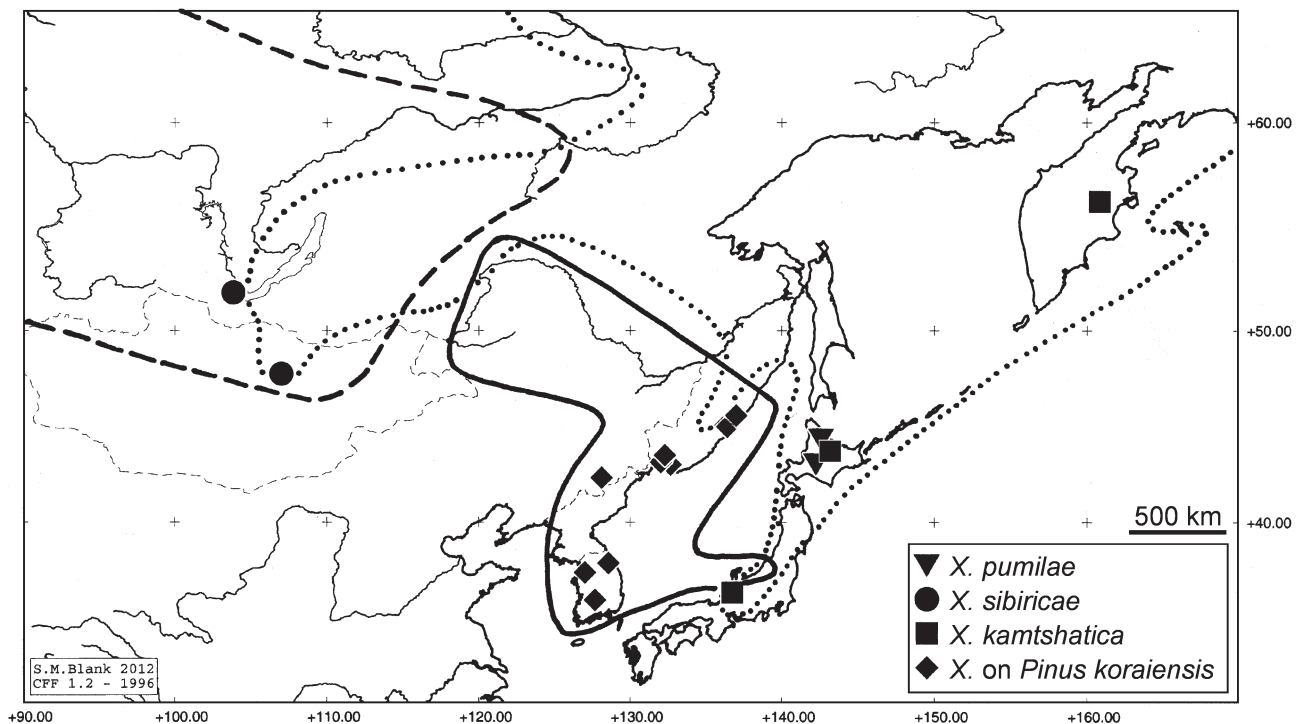 +60.00
+50.00
+40.00
500 km
X. pumilae
X. sibiricae
X. kamtshatica
X. on Pinus koraiensis
S.M.Blank 2012
CFF 1.2 - 1996
+90.00 +100.00 +110.00 +120.00 +130.00 +140.00 +150.00 +160.00